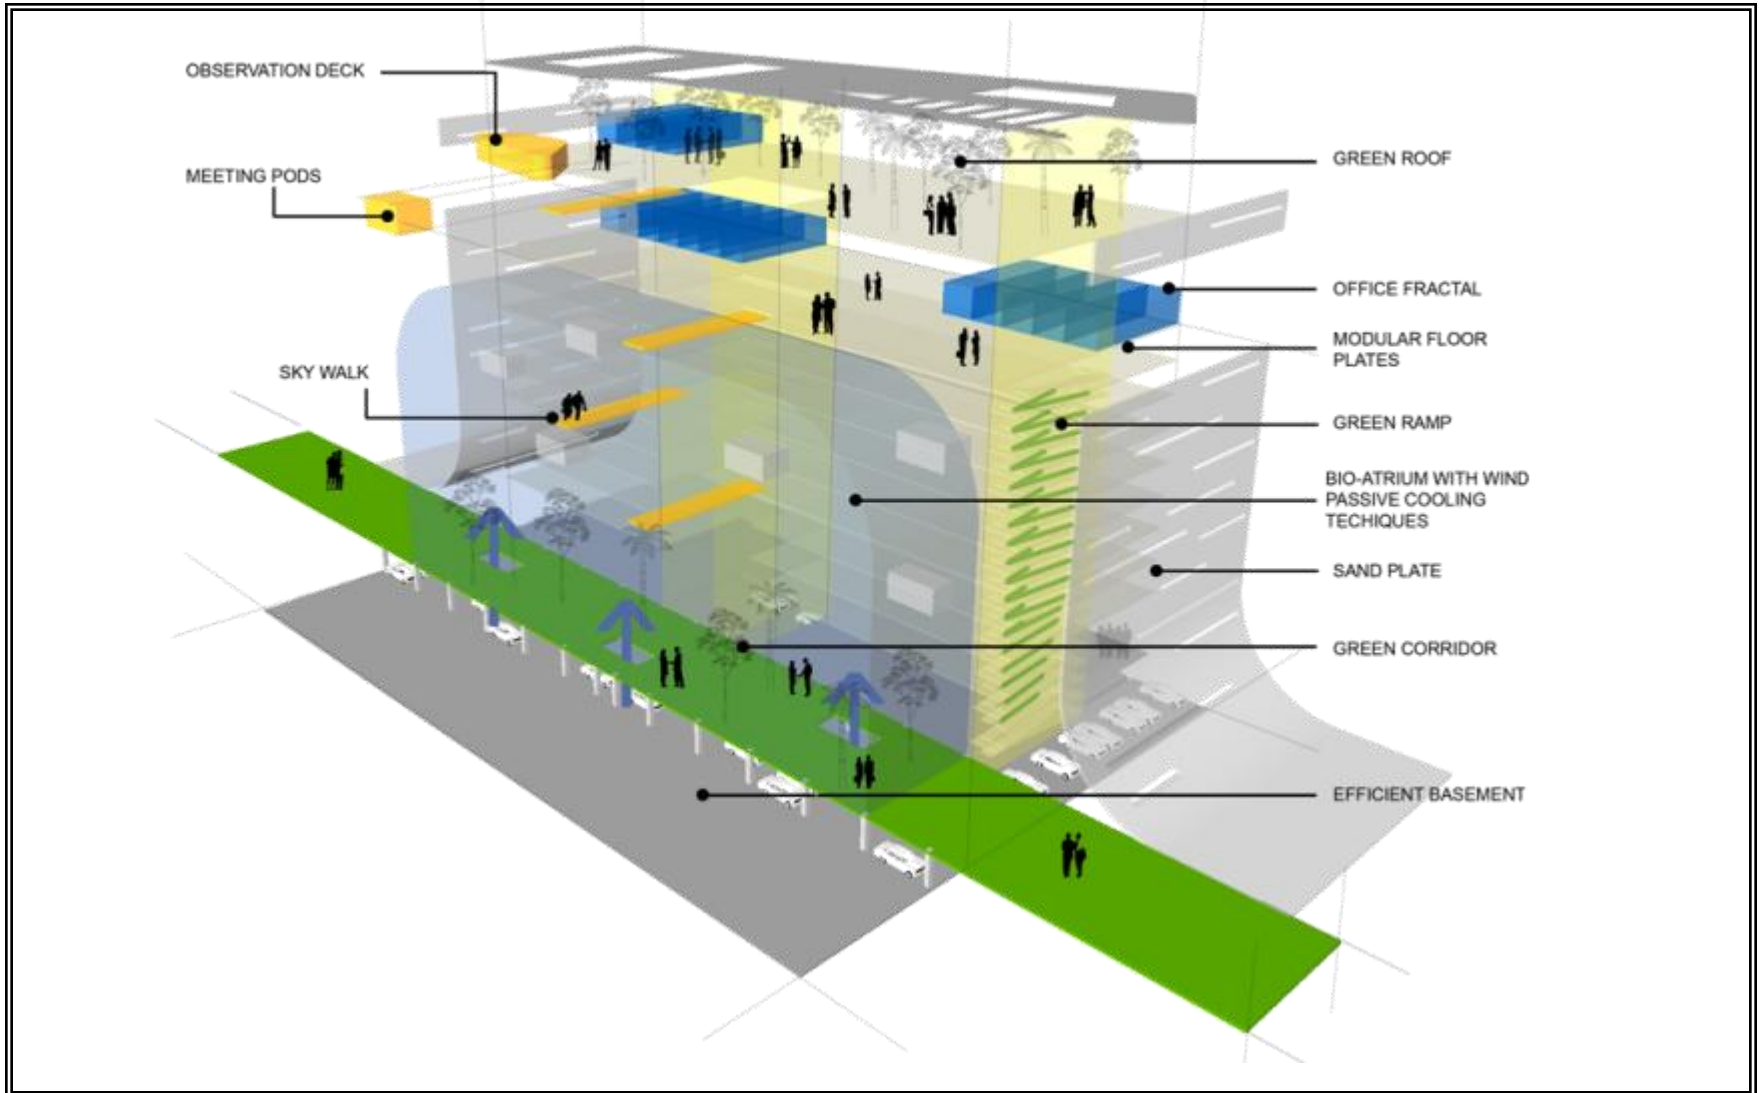 OBSERVATION DECK
MEETING PODS
SKY WALK
GREEN ROOF
OFFICE FRACTAL
MODULAR FLOOR
PLATES
GREEN RAMP
BIO-ATRIUM WITH WIND
PASSIVE COOLING
TECHIQUES
SAND PLATE
GREEN CORRIDOR
EFFICIENT BASEMENT